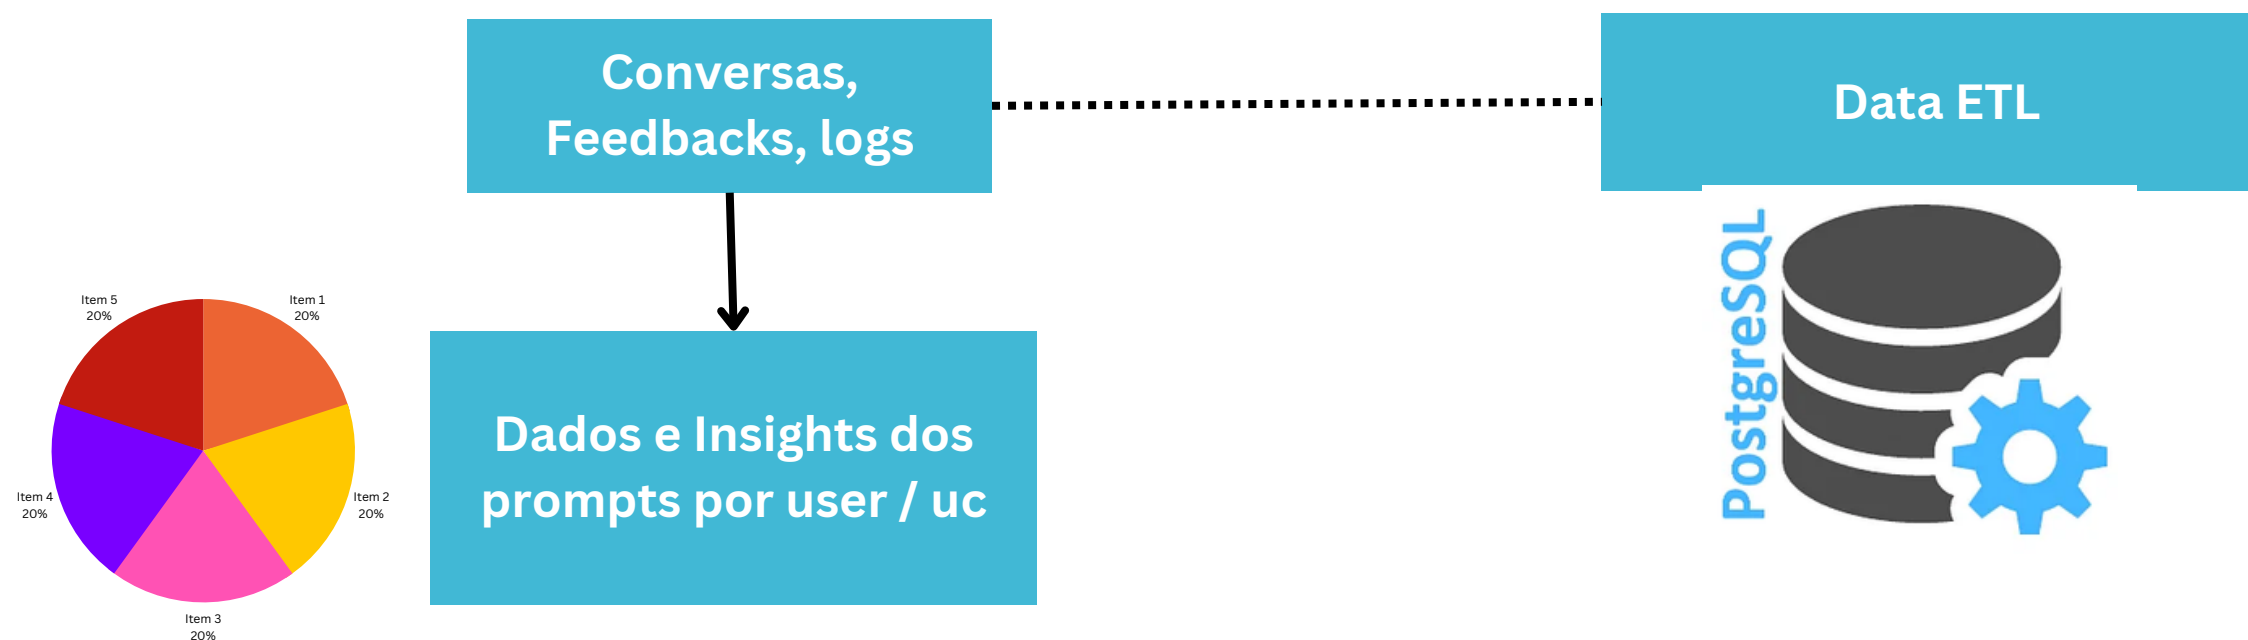 Conversas,
Feedbacks, logs
Data ETL
PostgreSQL
Item 5
20%
Item 1
20%
Item 4
20%
Item 2
20%
Item 3
20%
Dados e Insights dos
prompts por user / uc